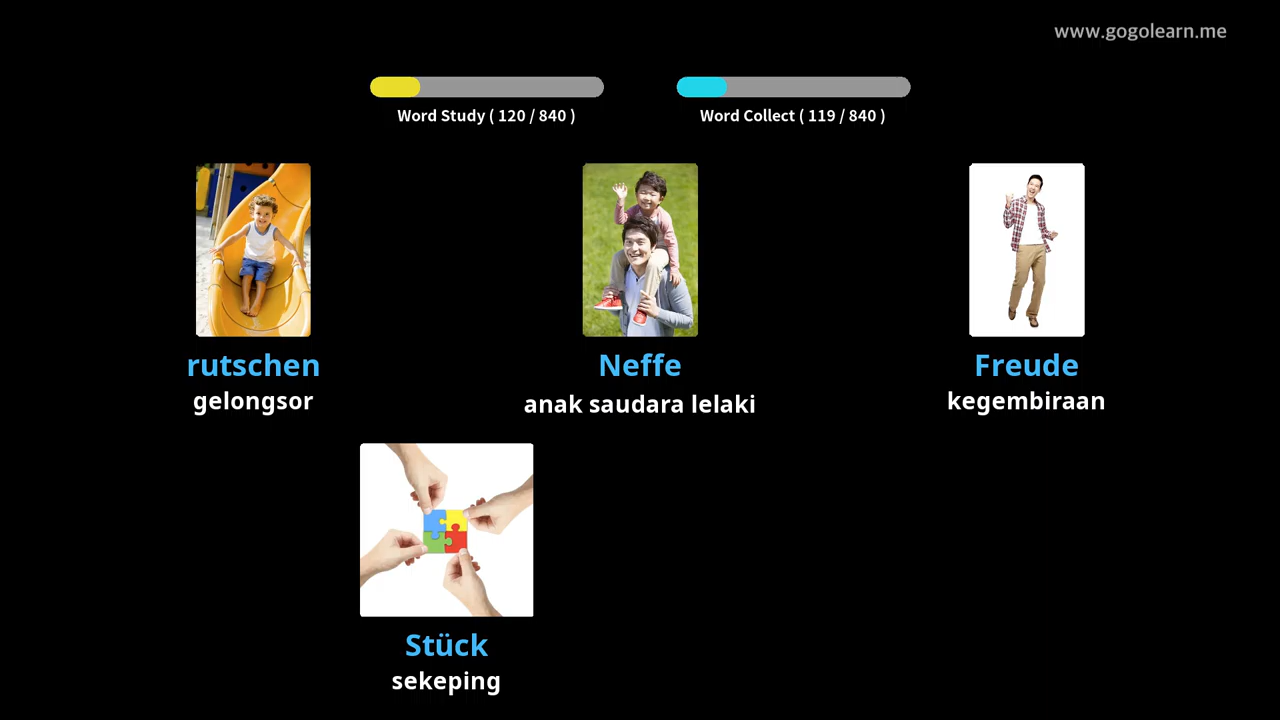 www.gogolearn.me
Word Study ( 120 / 840 )
Word Collect ( 119 / 840 )
rutschen
gelongsor
Neffe
anak saudara lelaki
Freude
kegembiraan
Stück
sekeping